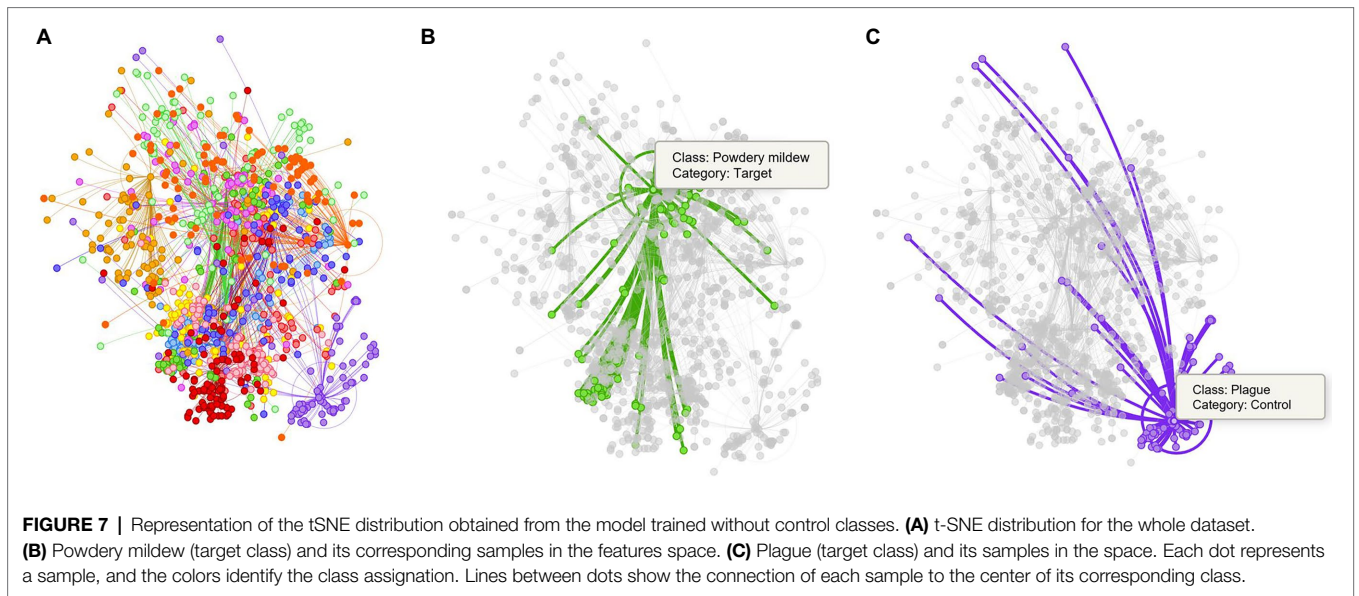 A
B
C
Class: Powdery mildew
Category: Target
Class: Plague
Category: Control
FIGURE 7 | Representation of the tSNE distribution obtained from the model trained without control classes. (A) t-SNE distribution for the whole dataset.
(B) Powdery mildew (target class) and its corresponding samples in the features space. (C) Plague (target class) and its samples in the space. Each dot represents
a sample, and the colors identify the class assignation. Lines between dots show the connection of each sample to the center of its corresponding class.